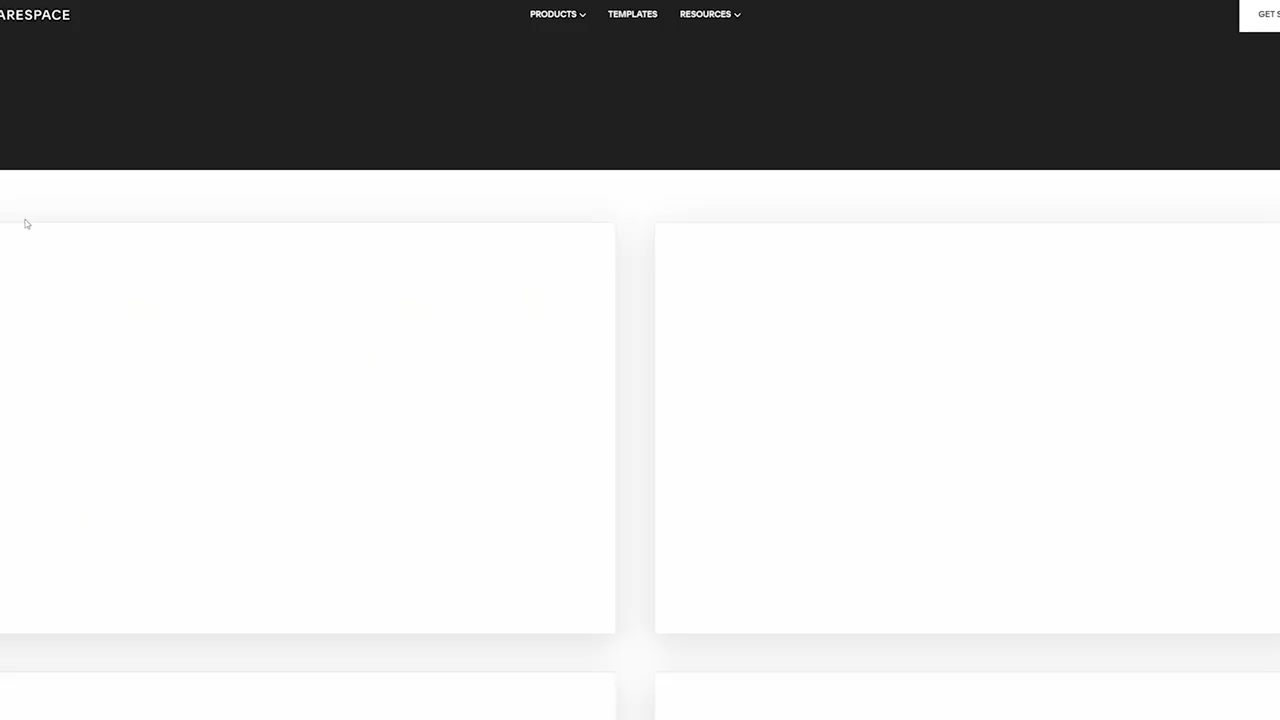 ARESPACE
PRODUCTS
TEMPLATES
RESOURCES
GET S